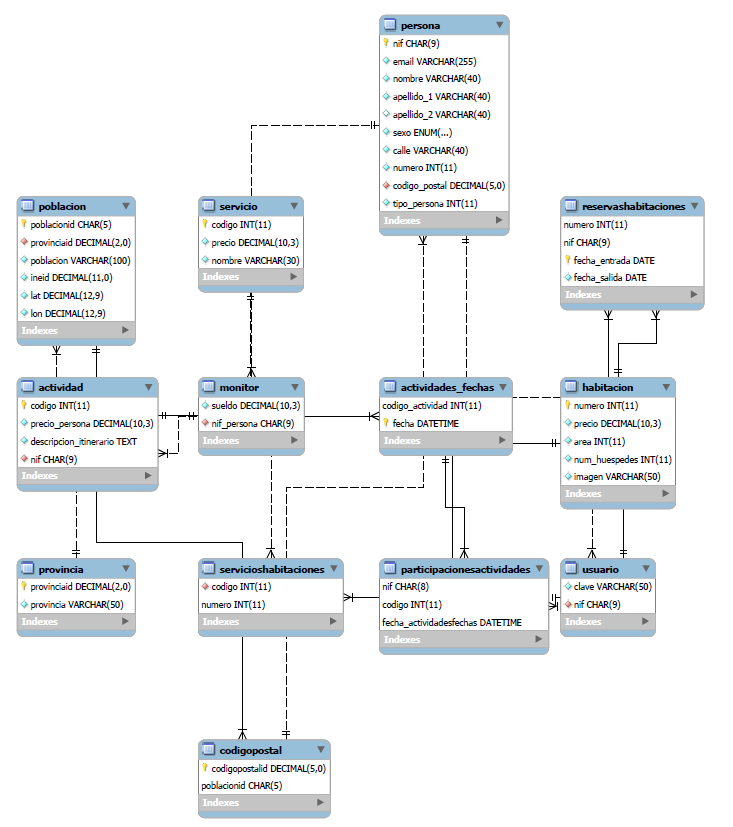 persona
nif CHAR(9)
email VARCHAR(255)
nombre VARCHAR(40)
apellido_1 VARCHAR(40)
apellido_2 VARCHAR(40)
sexo ENUM(...)
calle VARCHAR(40)
numero INT(11)
codigo_postal DECIMAL(5,0)
tipo_persona INT(11)
Indexes
poblacion
poblacionid CHAR(5)
provinciaid DECIMAL(2,0)
poblacion VARCHAR(100)
ineid DECIMAL(11,0)
lat DECIMAL(12,9)
lon DECIMAL(12,9)
Indexes
servicio
codigo INT(11)
precio DECIMAL(10,3)
nombre VARCHAR(30)
Indexes
reservashabitaciones
numero INT(11)
nif CHAR(9)
fecha_entrada DATE
fecha_salida DATE
Indexes
actividad
codigo INT(11)
precio_persona DECIMAL(10,3)
descripcion_itinerario TEXT
nif CHAR(9)
Indexes
monitor
sueldo DECIMAL(10,3)
nif_persona CHAR(9)
Indexes
actividades_fechas
codigo_actividad INT(11)
fecha DATETIME
Indexes
habitacion
numero INT(11)
precio DECIMAL(10,3)
area INT(11)
num_huespedes INT(11)
imagen VARCHAR(50)
Indexes
provincia
provinciaid DECIMAL(2,0)
provincia VARCHAR(50)
Indexes
servicioshabitaciones
codigo INT(11)
numero INT(11)
Indexes
participacionesactividades
nif CHAR(8)
codigo INT(11)
fecha_actividadesfechas DATETIME
Indexes
usuario
clave VARCHAR(50)
nif CHAR(9)
Indexes
codigopostal
codigopostalid DECIMAL(5,0)
poblacionid CHAR(5)
Indexes